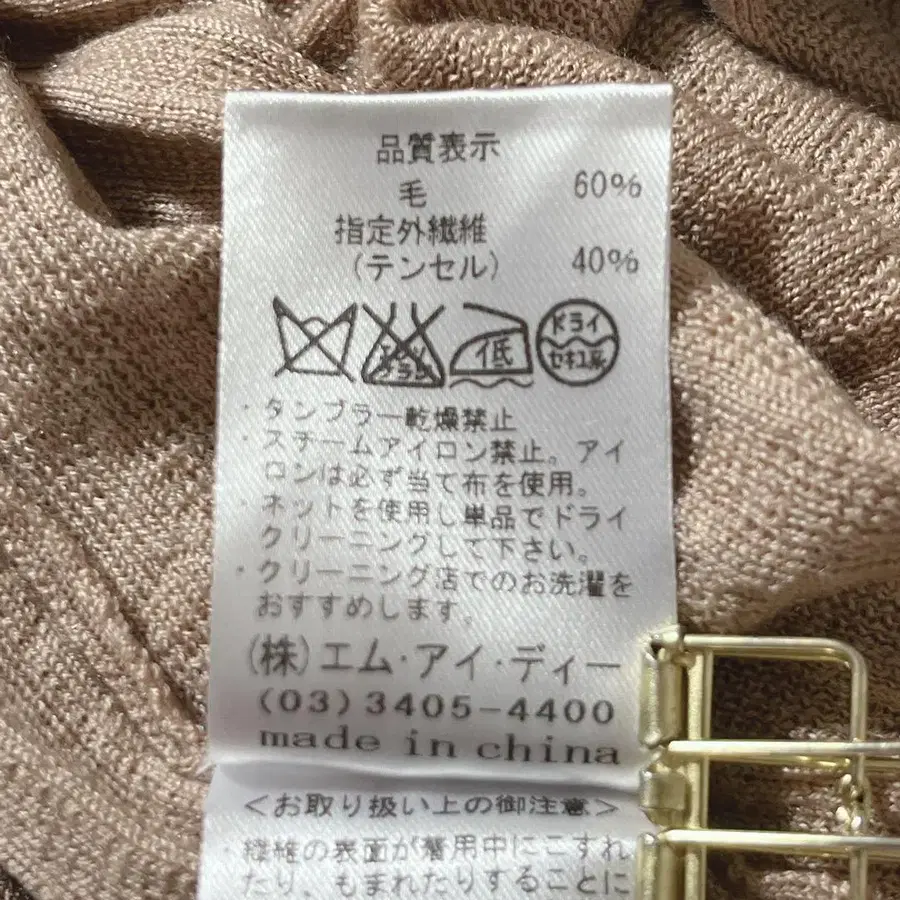 品質表示
毛 60%
指定外繊維
(テンセル) 40%
エンソ
サラシ
低
ドライ
セキユ系
・タンブラー乾燥禁止
・スチームアイロン禁止。アイ
ロンは必ず当て布を使用。
・ネットを使用し単品でドライ
クリーニングして下さい。
・クリーニング店でのお洗濯を
おすすめします。
(株)エム・アイ・ディー
(03)3405-4400
made in china
<お取り扱い上の御注意>
・繊維の表面が着用中にこすれ
たり、もまれたりすることに